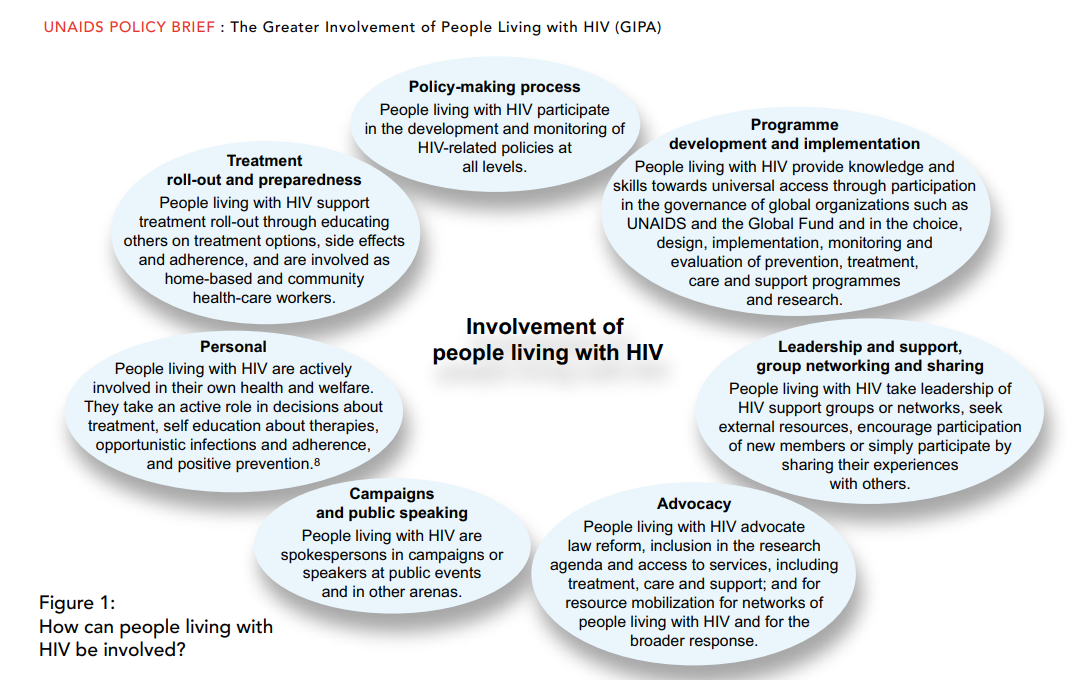 UNAIDS POLICY BRIEF : The Greater Involvement of People Living with HIV (GIPA)
Policy-making process
People living with HIV participate
in the development and monitoring of
HIV-related policies at
all levels.
Programme
development and implementation
People living with HIV provide knowledge and
skills towards universal access through participation
in the governance of global organizations such as
UNAIDS and the Global Fund and in the choice,
design, implementation, monitoring and
evaluation of prevention, treatment,
care and support programmes
and research.
Treatment
roll-out and preparedness
People living with HIV support
treatment roll-out through educating
others on treatment options, side effects
and adherence, and are involved as
home-based and community
health-care workers.
Involvement of
people living with HIV
Personal
People living with HIV are actively
involved in their own health and welfare.
They take an active role in decisions about
treatment, self education about therapies,
opportunistic infections and adherence,
and positive prevention.8
Leadership and support,
group networking and sharing
People living with HIV take leadership of
HIV support groups or networks, seek
external resources, encourage participation
of new members or simply participate by
sharing their experiences
with others.
Campaigns
and public speaking
People living with HIV are
spokespersons in campaigns or
speakers at public events
and in other arenas.
Advocacy
People living with HIV advocate
law reform, inclusion in the research
agenda and access to services, including
treatment, care and support; and for
resource mobilization for networks of
people living with HIV and for the
broader response.
Figure 1:
How can people living with
HIV be involved?